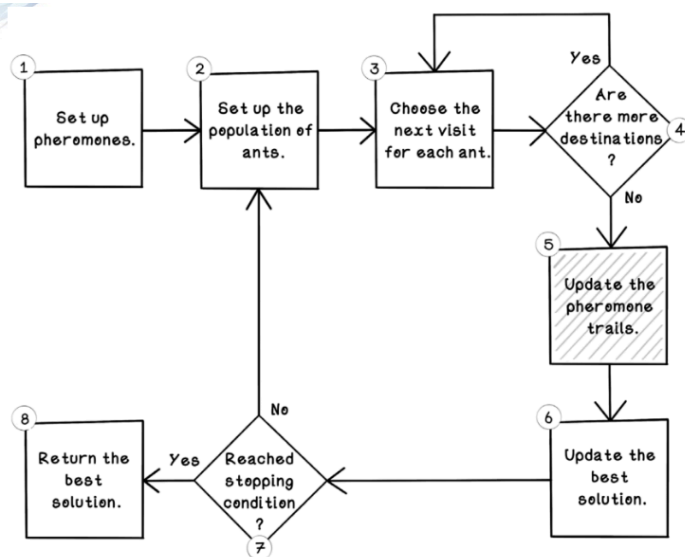 1
Set up
pheromones.
2
Set up the
population of
ants.
3
Choose the
next visit
for each ant.
Yes
Are
there more
destinations
?
4
No
5
Update the
pheromone
trails.
6
Update the
best
solution.
No
Yes
Reached
stopping
condition
?
7
8
Return the
best
solution.